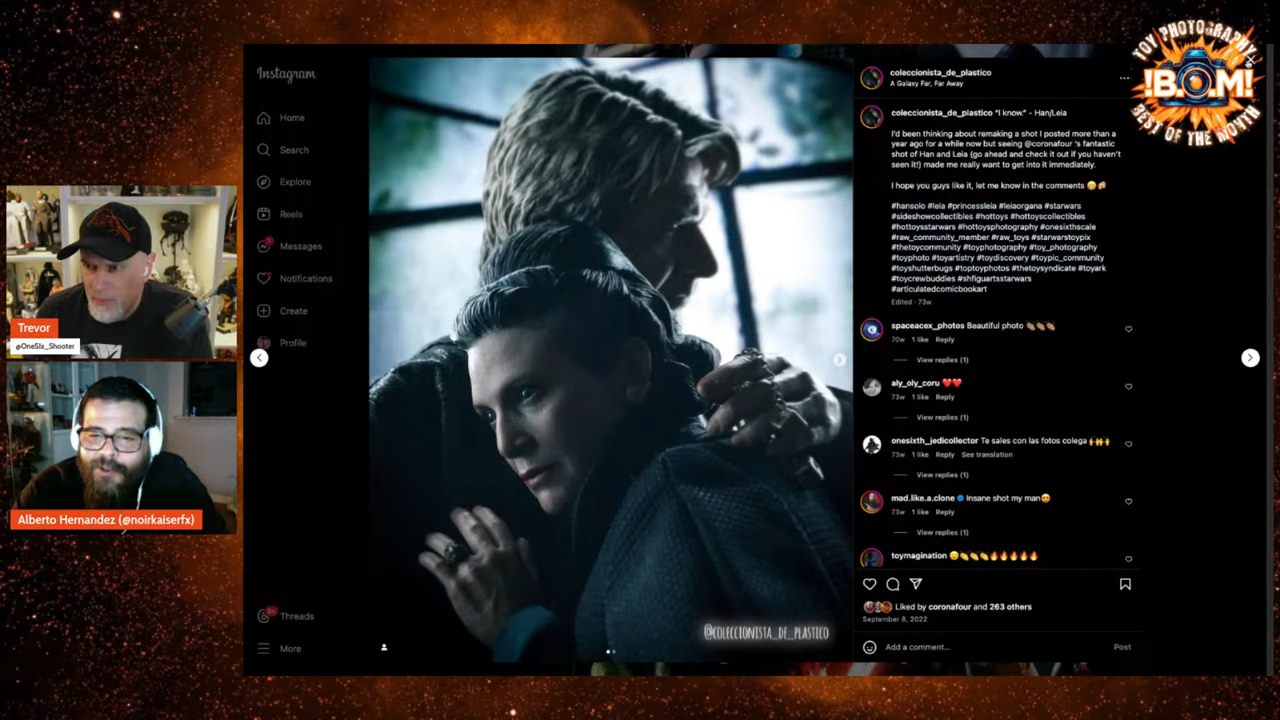 TOY PHOTOGRAPHY
!B.O.M!
BEST OF THE MONTH
Instagram
Home
Search
Explore
Reels
Messages
Notifications
Create
Profile
Threads
More
Trevor
@OneSix_Shooter
Alberto Hernandez (@noirkaiserfx)
@COLECCIONISTA_DE_PLASTICO
coleccionista_de_plastico
A Galaxy Far, Far Away
coleccionista_de_plastico "I know." - Han/Leia
I'd been thinking about remaking a shot I posted more than a
year ago for a while now but seeing @coronafour 's fantastic
shot of Han and Leia (go ahead and check it out if you haven't
seen it!) made me really want to get into it immediately.
I hope you guys like it, let me know in the comments
#hansolo #leia #princessleia #leiaorgana #starwars
#sideshowcollectibles #hottoys #hottoyscollectibles
#hottoysstarwars #hottoysphotography #onesixthscale
#raw_community_member #raw_toys #starwarstoypix
#thetoycommunity #toyphotography #toy_photography
#toyphoto #toyartistry #toydiscovery #toypic_community
#toyshutterbugs #toptoyphotos #thetoysyndicate #toyark
#toycrewbuddies #shfiguartsstarwars
#articulatedcomicbookart
Edited · 73w
spaceacex_photos Beautiful photo 👏🏽👏🏽👏🏽
70w 1 like Reply
View replies (1)
aly_oly_coru ❤️❤️
73w 1 like Reply
View replies (1)
onesixth_jedicollector Te sales con las fotos colega 🙌🙌
73w 1 like Reply See translation
View replies (1)
mad.like.a.clone Insane shot my man😍
73w 1 like Reply
View replies (1)
toymagination
Liked by coronafour and 263 others
September 8, 2022
Add a comment...
Post